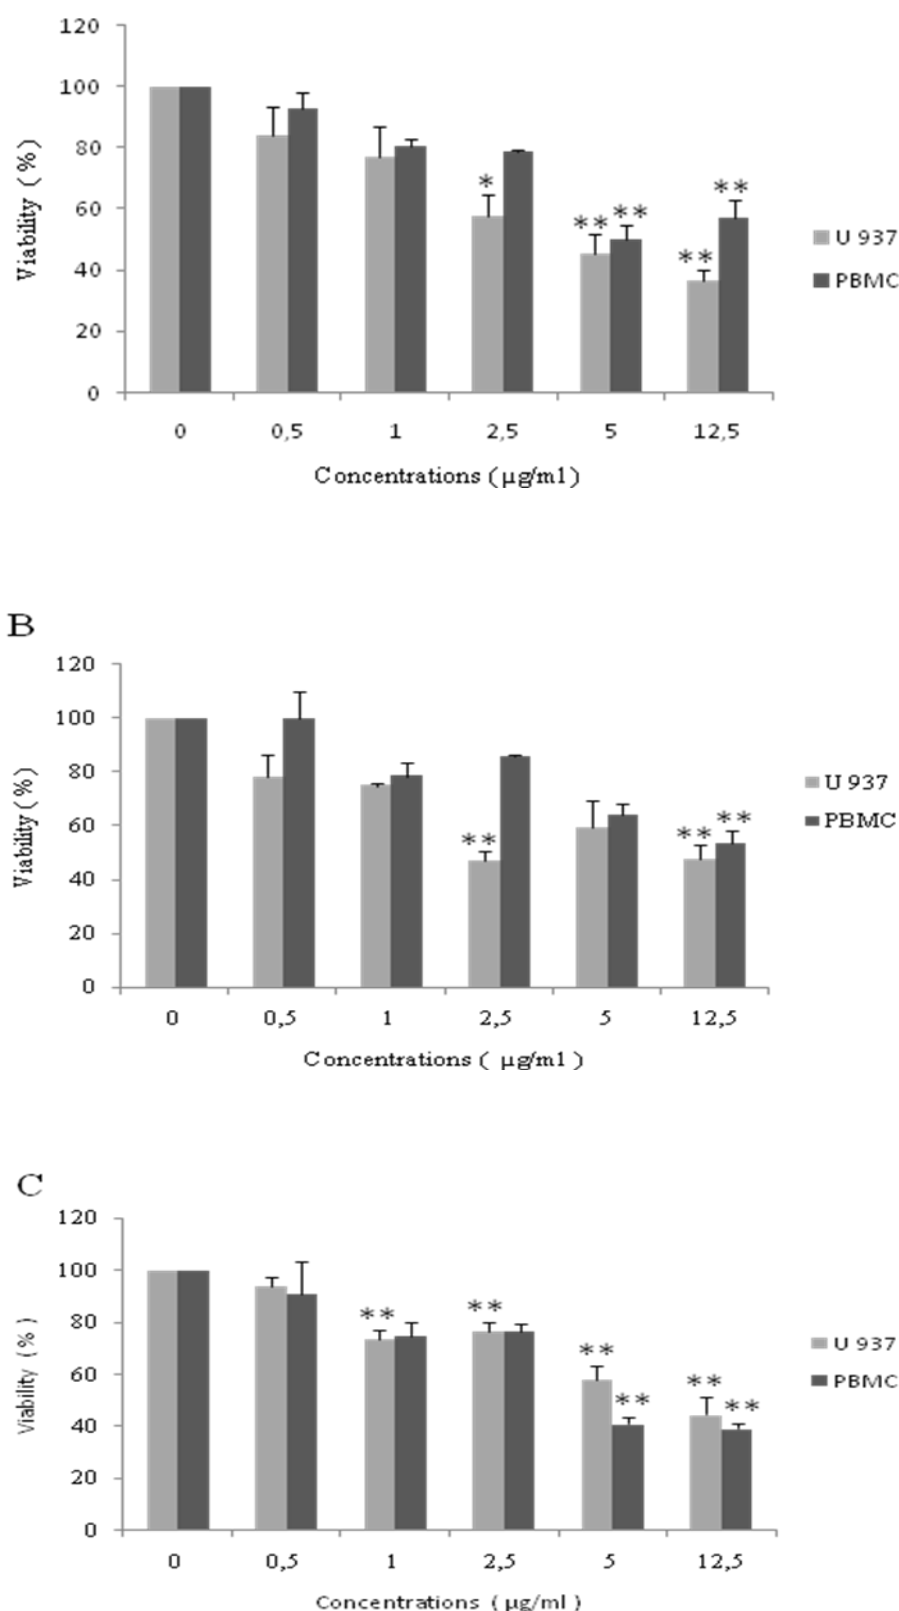 120
100
80
60
40
20
0
Viability ( %)
*
** **
**
**
U 937
PBMC
0 0,5 1 2,5 5 12,5
Concentrations ( µg/ml )
B
120
100
80
60
40
20
0
Viability ( %)
**
**
**
U 937
PBMC
0 0,5 1 2,5 5 12,5
Concentrations ( µg/ml )
C
120
100
80
60
40
20
0
Viability ( % )
**
**
**
**
**
**
U 937
PBMC
0 0,5 1 2,5 5 12,5
Concentrations ( µg/ml )